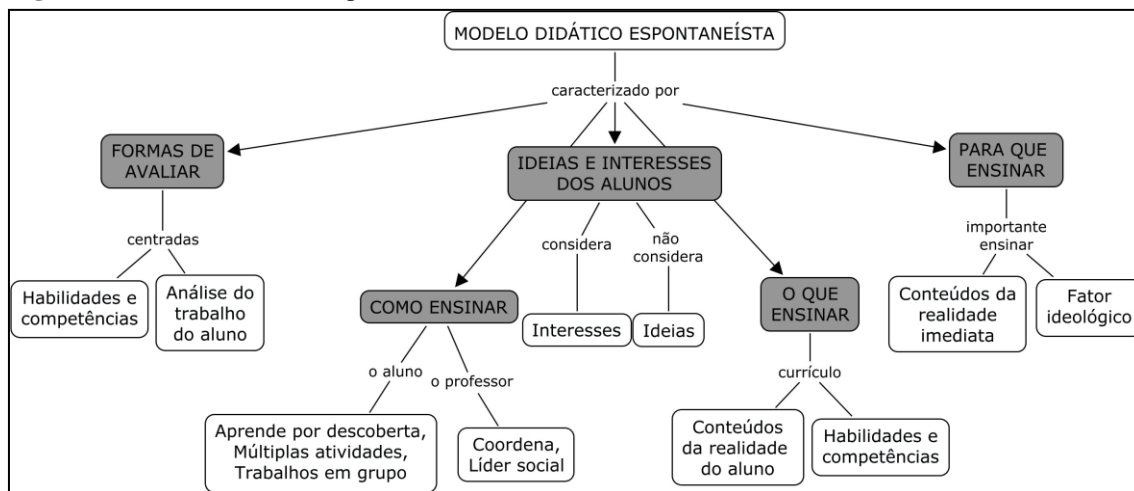 MODELO DIDÁTICO ESPONTANEÍSTA
caracterizado por
FORMAS DE
AVALIAR
IDEIAS E INTERESSES
DOS ALUNOS
PARA QUE
ENSINAR
centradas
considera
não
considera
importante
ensinar
Habilidades e
competências
Análise do
trabalho
do aluno
COMO ENSINAR
Interesses
Ideias
O QUE
ENSINAR
Conteúdos da
realidade
imediata
Fator
ideológico
o aluno
o professor
currículo
Aprende por descoberta,
Múltiplas atividades,
Trabalhos em grupo
Coordena,
Líder social
Conteúdos
da realidade
do aluno
Habilidades e
competências